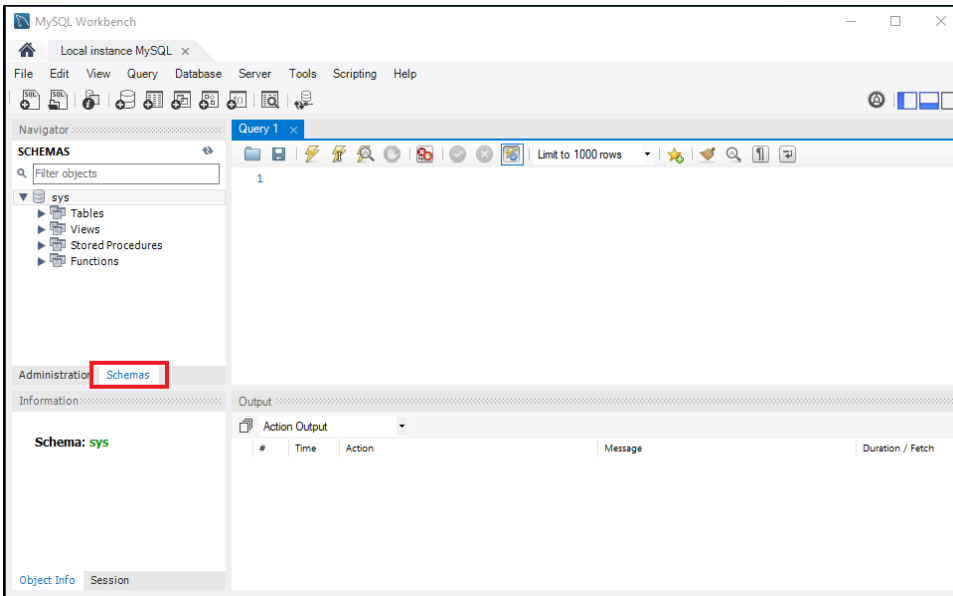 MySQL Workbench
Local instance MySQL
File Edit View Query Database Server Tools Scripting Help
Navigator
SCHEMAS
Filter objects
sys
Tables
Views
Stored Procedures
Functions
Administration Schemas
Information
Schema: sys
Object Info Session
Query 1
Limit to 1000 rows
1
Output
Action Output
# Time Action Message Duration / Fetch